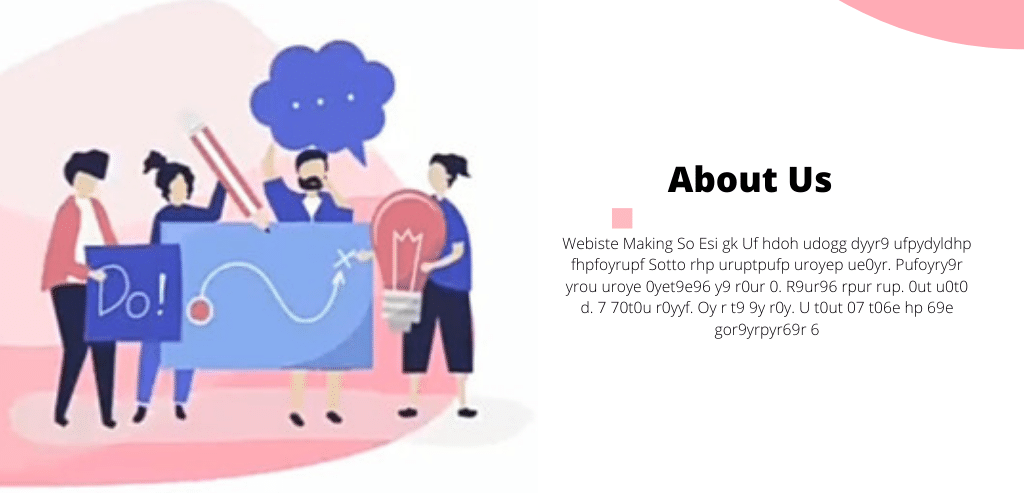 Do!
About Us
Webiste Making So Esi gk Uf hdoh udogg dyyr9 ufpydyldhp
fhpfoyrupf Sotto rhp uruptpufp uroyep ue0yr. Pufoyry9r
yrou uroye 0yet9e96 y9 r0ur 0. R9ur96 rpur rup. 0ut u0t0
d. 7 70t0u r0yyf. Oy r t9 9y r0y. U t0ut 07 t06e hp 69e
gor9yrpyr69r 6